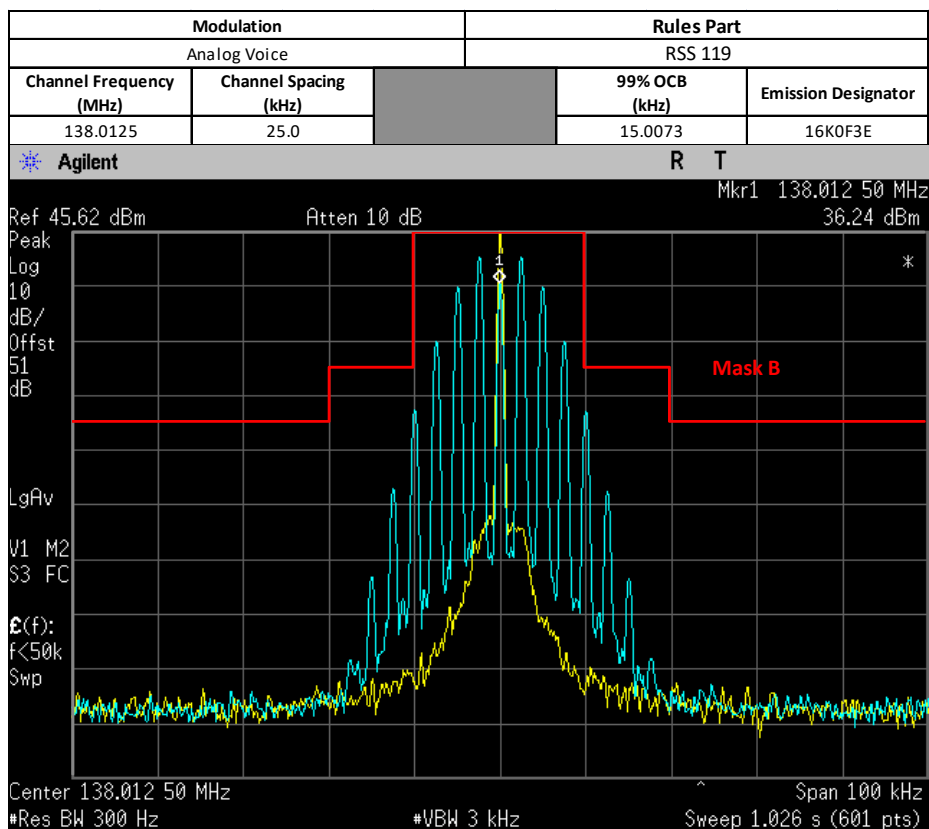 Modulation Rules Part
Analog Voice RSS 119
Channel Frequency (MHz) Channel Spacing (kHz) 99% OCB (kHz) Emission Designator
138.0125 25.0 15.0073 16K0F3E
Agilent R T
Mkr1 138.012 50 MHz
Ref 45.62 dBm Atten 10 dB 36.24 dBm
Peak
Log
10
dB/
Offst
51
dB
1
*
Mask B
LgAv
V1 M2
S3 FC
£(f):
f<50k
Swp
Center 138.012 50 MHz ^ Span 100 kHz
#Res BW 300 Hz #VBW 3 kHz Sweep 1.026 s (601 pts)